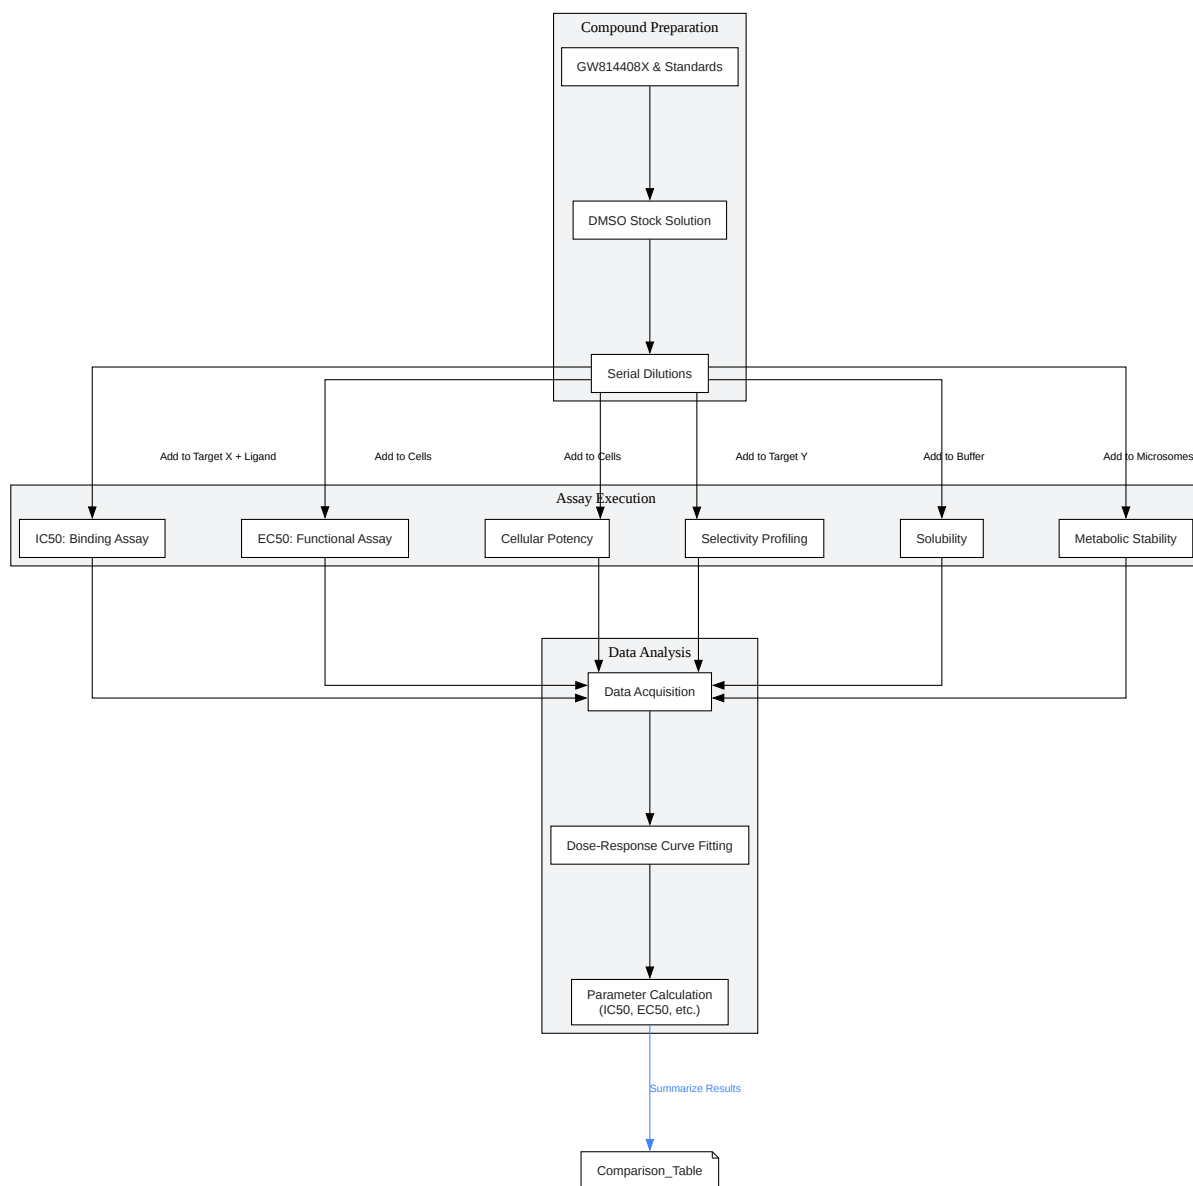 Compound Preparation
GW814408X & Standards
DMSO Stock Solution
Serial Dilutions
Add to Target X + Ligand
Add to Cells
Add to Cells
Add to Target Y
Add to Buffer
Add to Microsomes
Assay Execution
IC50: Binding Assay
EC50: Functional Assay
Cellular Potency
Selectivity Profiling
Solubility
Metabolic Stability
Data Analysis
Data Acquisition
Dose-Response Curve Fitting
Parameter Calculation
(IC50, EC50, etc.)
Summarize Results
Comparison_Table